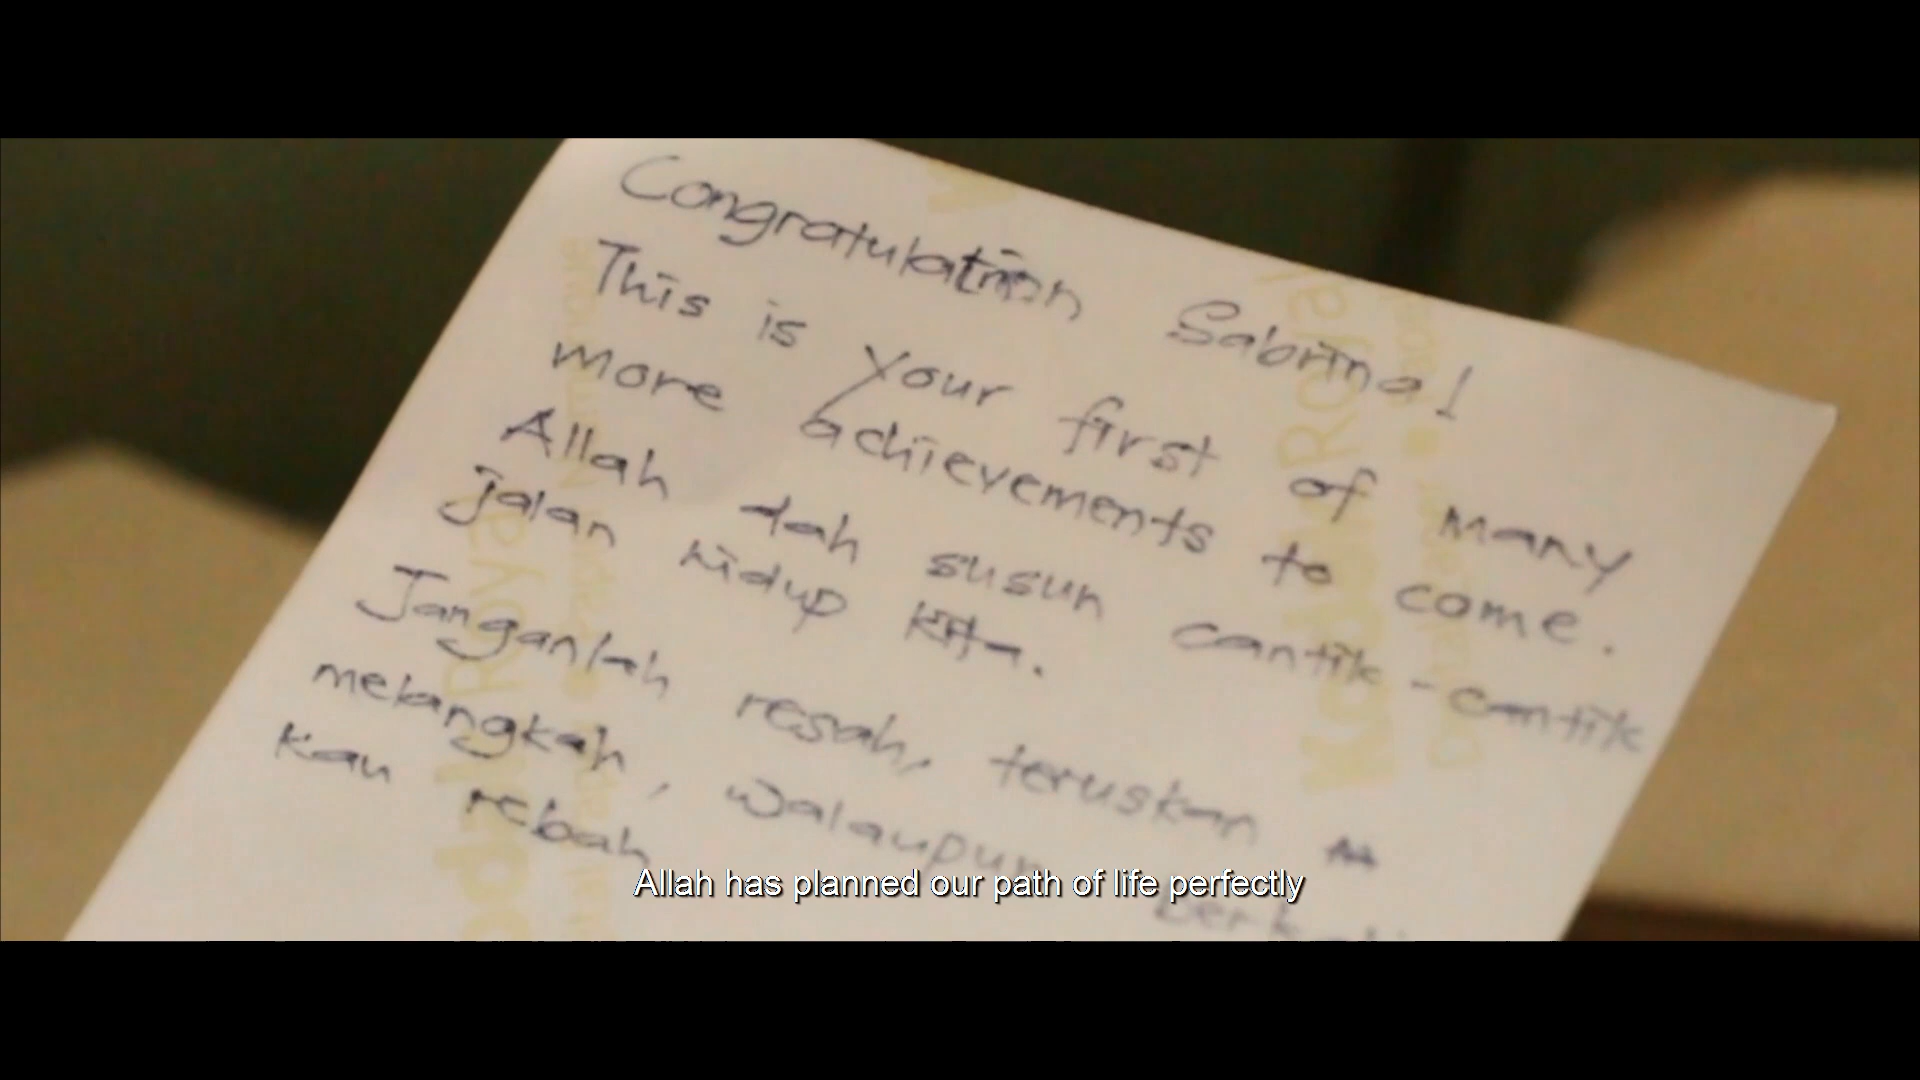 Congratulation Sabrina!
This is your first of many
more achievements to come.
Allah dah susun cantik-cantik
jalan hidup kita.
Janganlah resah, teruskan
melangkah, walaupun
kau rebah
Allah has planned our path of life perfectly